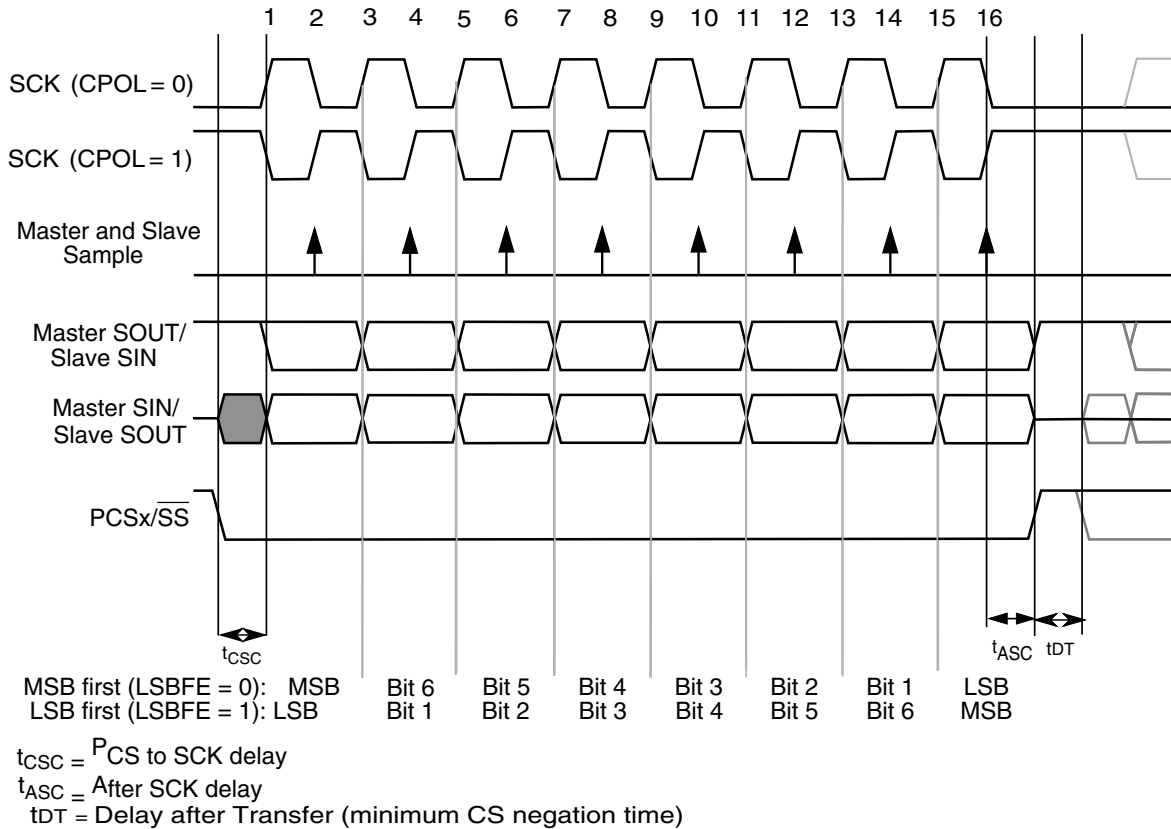 1 2 3 4 5 6 7 8 9 10 11 12 13 14 15 16
SCK (CPOL = 0)
SCK (CPOL = 1)
Master and Slave
Sample
Master SOUT/
Slave SIN
Master SIN/
Slave SOUT
PCSx/SS
tCSC
tASC tDT
MSB first (LSBFE = 0): MSB Bit 6 Bit 5 Bit 4 Bit 3 Bit 2 Bit 1 LSB
LSB first (LSBFE = 1): LSB Bit 1 Bit 2 Bit 3 Bit 4 Bit 5 Bit 6 MSB
tCSC = PCS to SCK delay
tASC = After SCK delay
tDT = Delay after Transfer (minimum CS negation time)